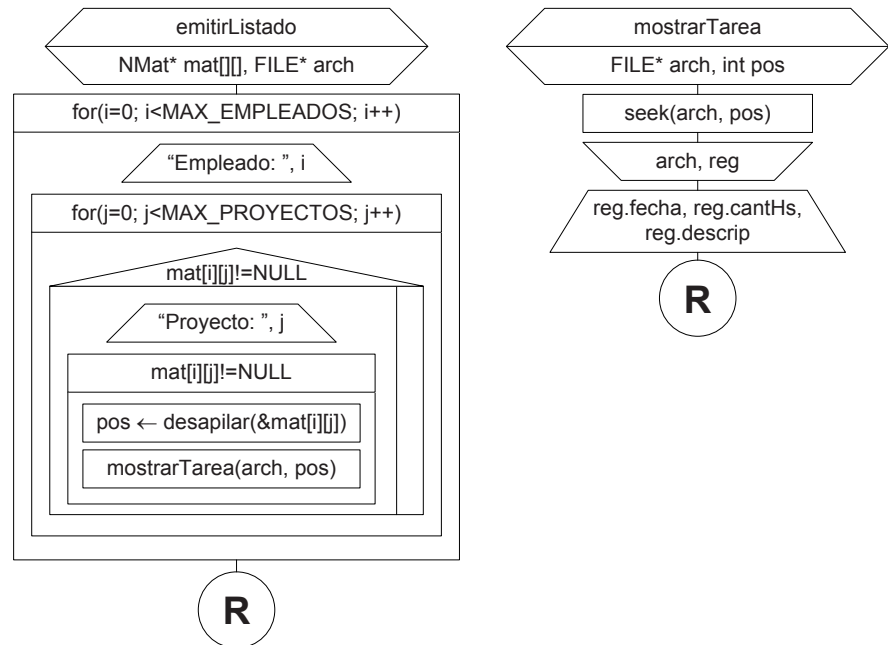 emitirListado
NMat* mat[][], FILE* arch
for(i=0; i<MAX_EMPLEADOS; i++)
“Empleado: ”, i
for(j=0; j<MAX_PROYECTOS; j++)
mat[i][j]!=NULL
“Proyecto: ”, j
mat[i][j]!=NULL
pos ← desapilar(&mat[i][j])
mostrarTarea(arch, pos)
R
mostrarTarea
FILE* arch, int pos
seek(arch, pos)
arch, reg
reg.fecha, reg.cantHs,
reg.descrip
R